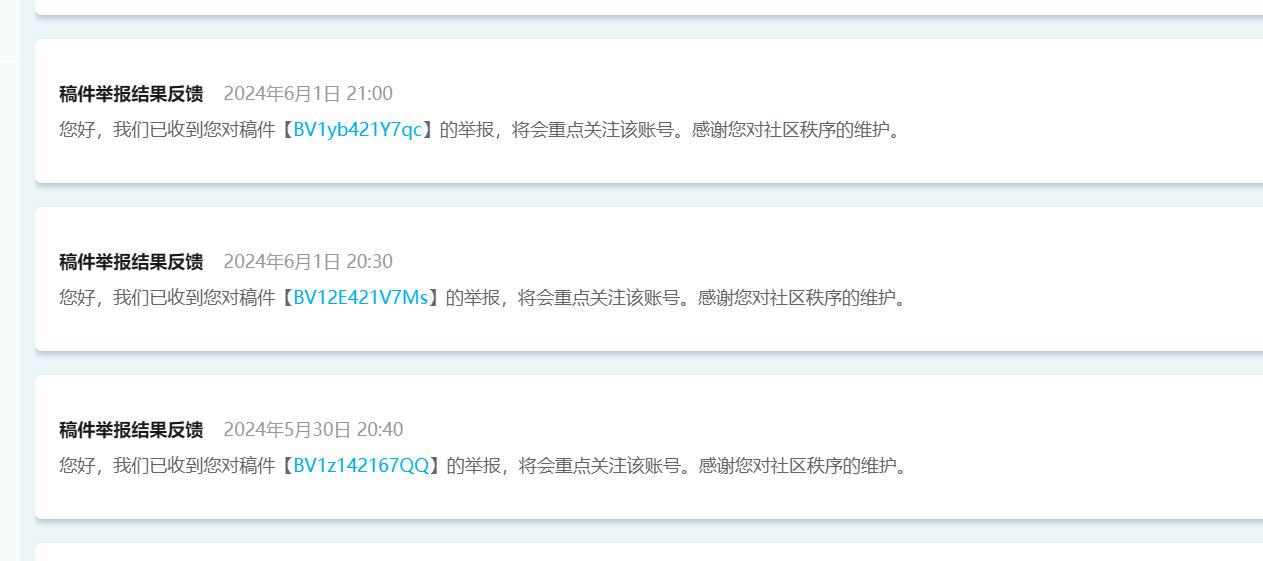 稿件举报结果反馈 2024年6月1日 21:00
您好，我们已收到您对稿件【BV1yb421Y7qc】的举报，将会重点关注该账号。感谢您对社区秩序的维护。
稿件举报结果反馈 2024年6月1日 20:30
您好，我们已收到您对稿件【BV12E421V7Ms】的举报，将会重点关注该账号。感谢您对社区秩序的维护。
稿件举报结果反馈 2024年5月30日 20:40
您好，我们已收到您对稿件【BV1z142167QQ】的举报，将会重点关注该账号。感谢您对社区秩序的维护。